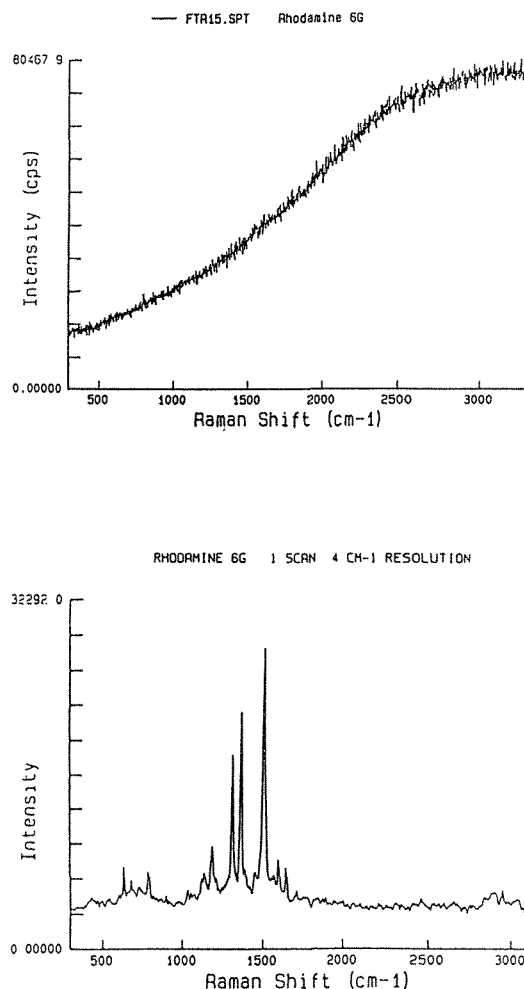 FTR15.SPT Rhodamine 6G
80467 9
Intensity (cps)
0.00000
500 1000 1500 2000 2500 3000
Raman Shift (cm-1)
RHODAMINE 6G 1 SCAN 4 CM-1 RESOLUTION
32292 0
Intensity
0 00000
500 1000 1500 2000 2500 3000
Raman Shift (cm-1)